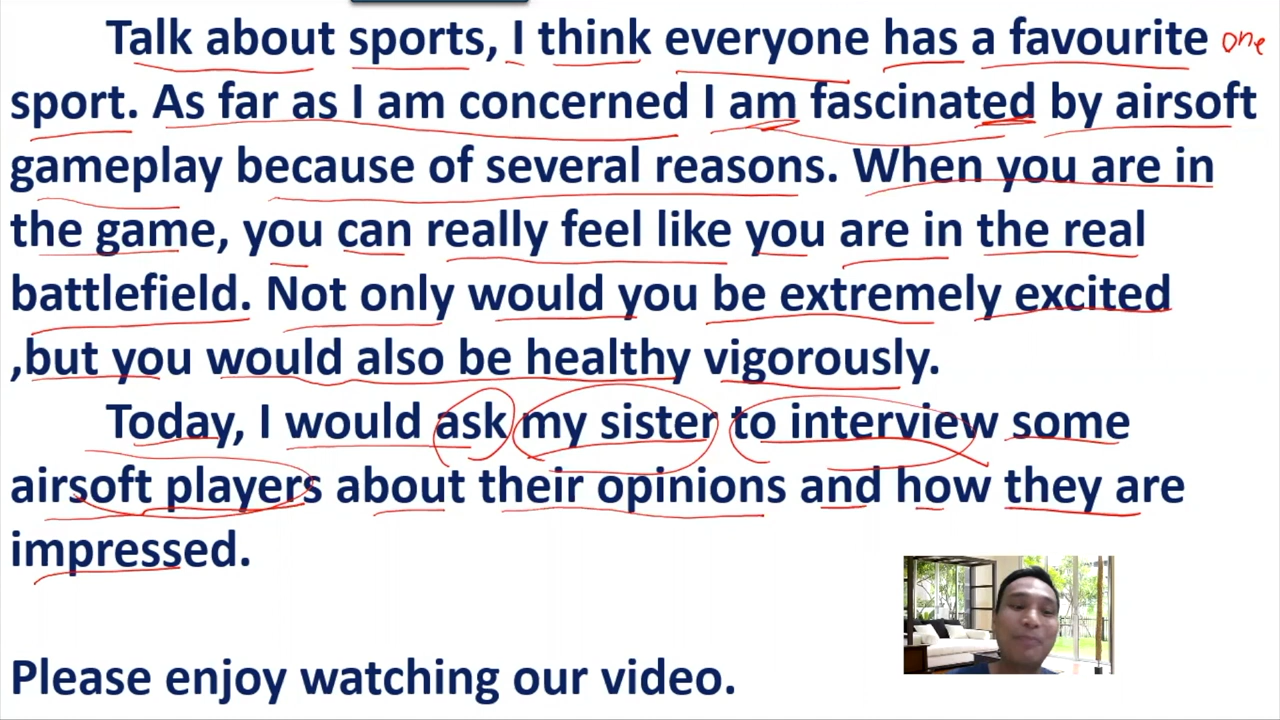 Talk about sports, I think everyone has a favourite one
sport. As far as I am concerned I am fascinated by airsoft
gameplay because of several reasons. When you are in
the game, you can really feel like you are in the real
battlefield. Not only would you be extremely excited
,but you would also be healthy vigorously.
Today, I would ask my sister to interview some
airsoft players about their opinions and how they are
impressed.
Please enjoy watching our video.